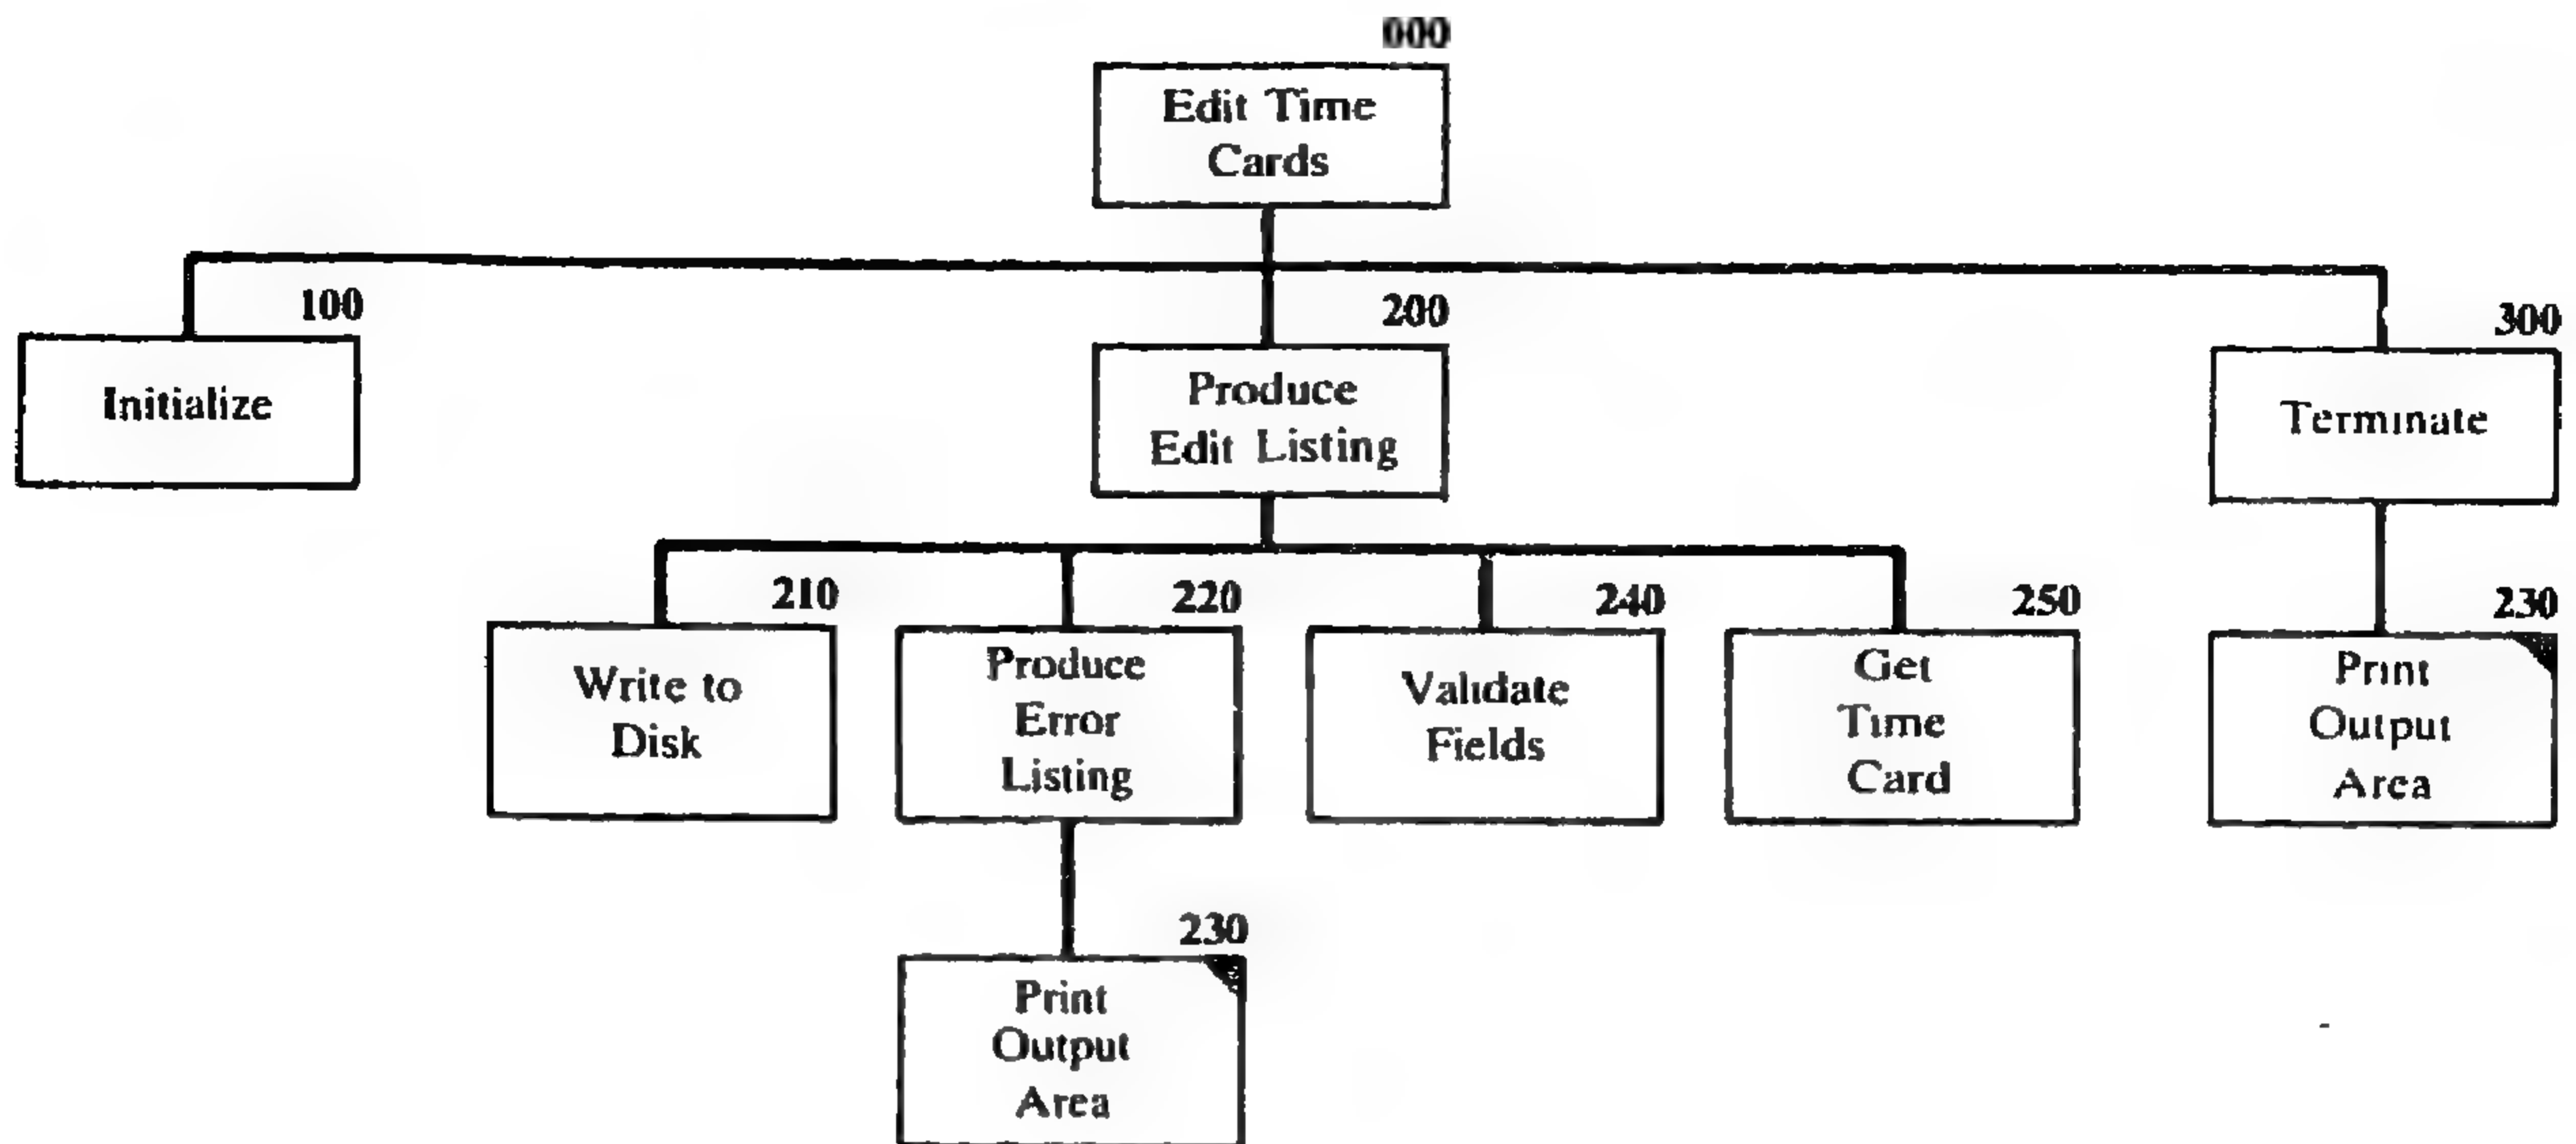 000
Edit Time
Cards
100
Initialize
200
Produce
Edit Listing
300
Terminate
210
Write to
Disk
220
Produce
Error
Listing
240
Validate
Fields
250
Get
Time
Card
230
Print
Output
Area
230
Print
Output
Area